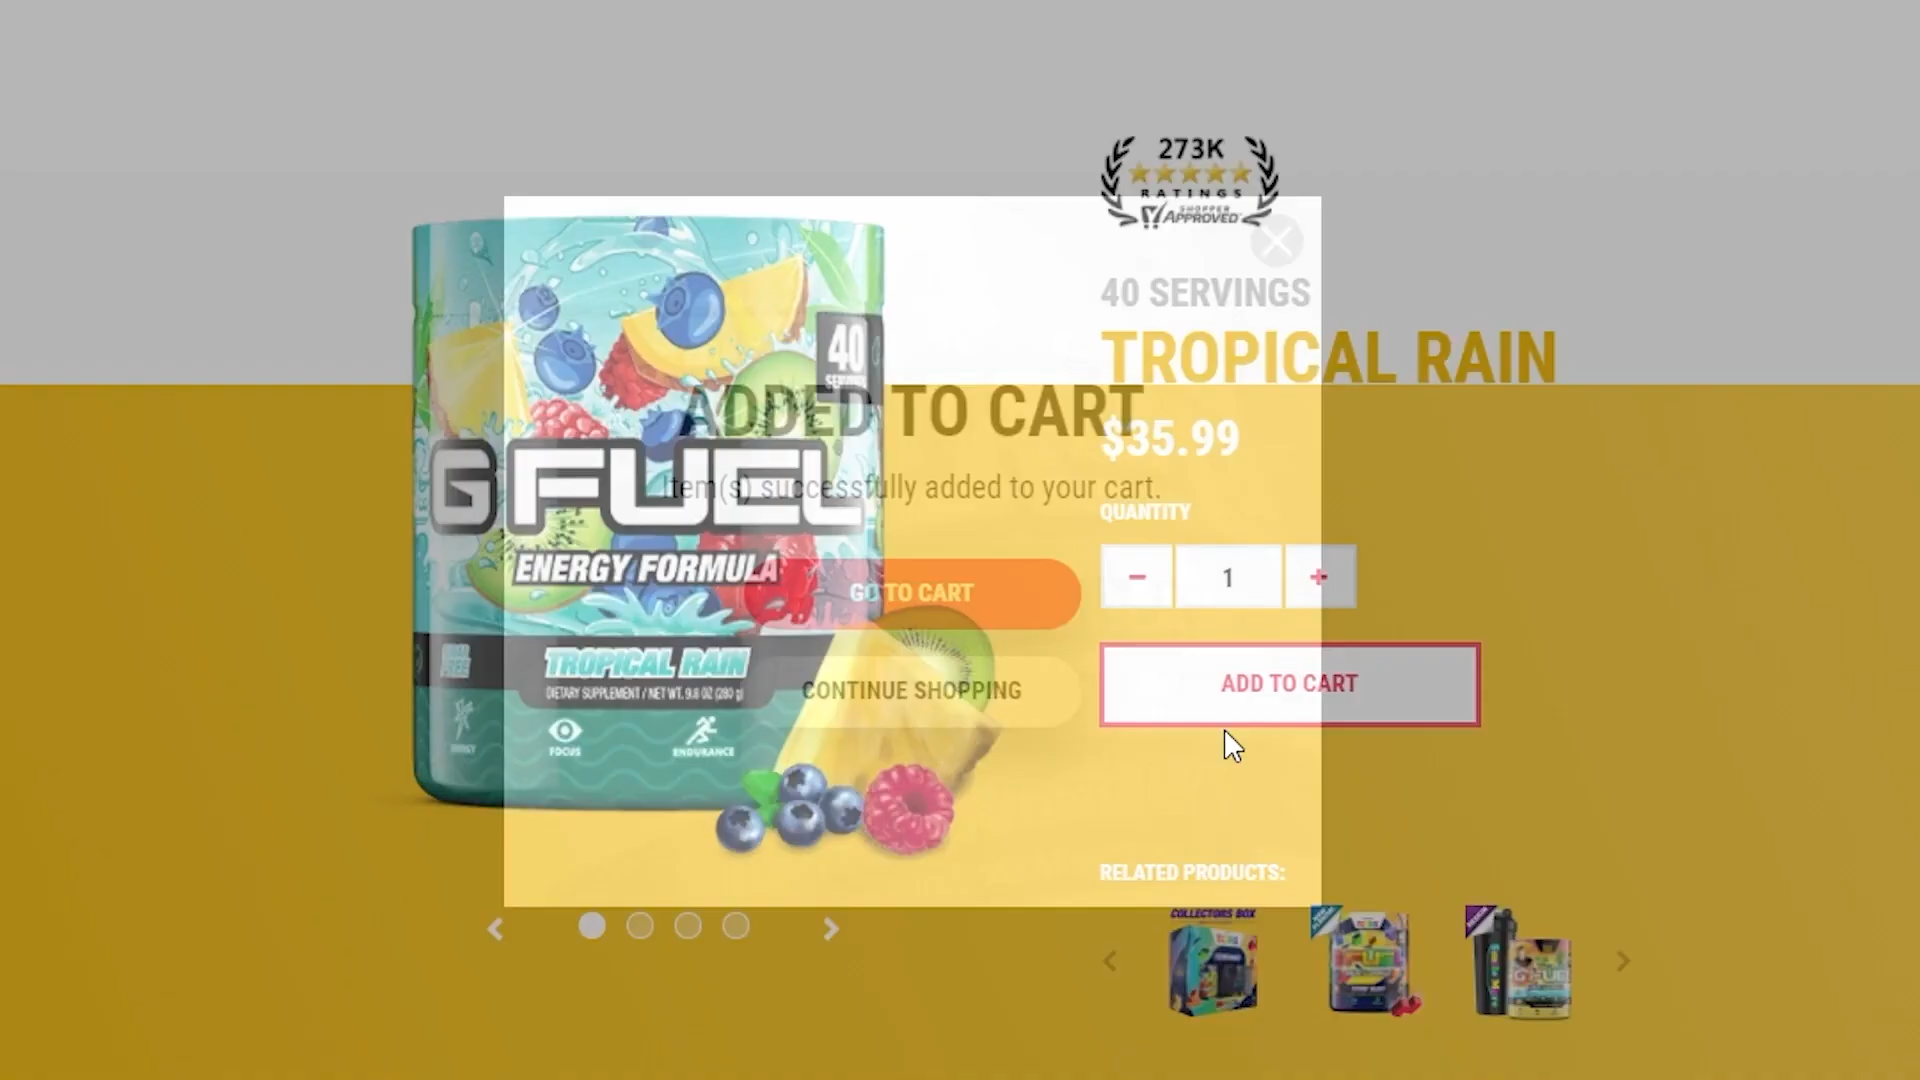 273K
RATINGS
SHOPPER
APPROVED
40 SERVINGS
TROPICAL RAIN
$35.99
ADDED TO CART
Item(s) successfully added to your cart.
QUANTITY
40
G FUEL
ENERGY FORMULA
GO TO CART
− 1 +
TROPICAL RAIN
DIETARY SUPPLEMENT / NET WT. 9.8 OZ (280 g)
CONTINUE SHOPPING
ADD TO CART
ENERGY
FOCUS
ENDURANCE
RELATED PRODUCTS:
COLLECTORS BOX
G FUEL